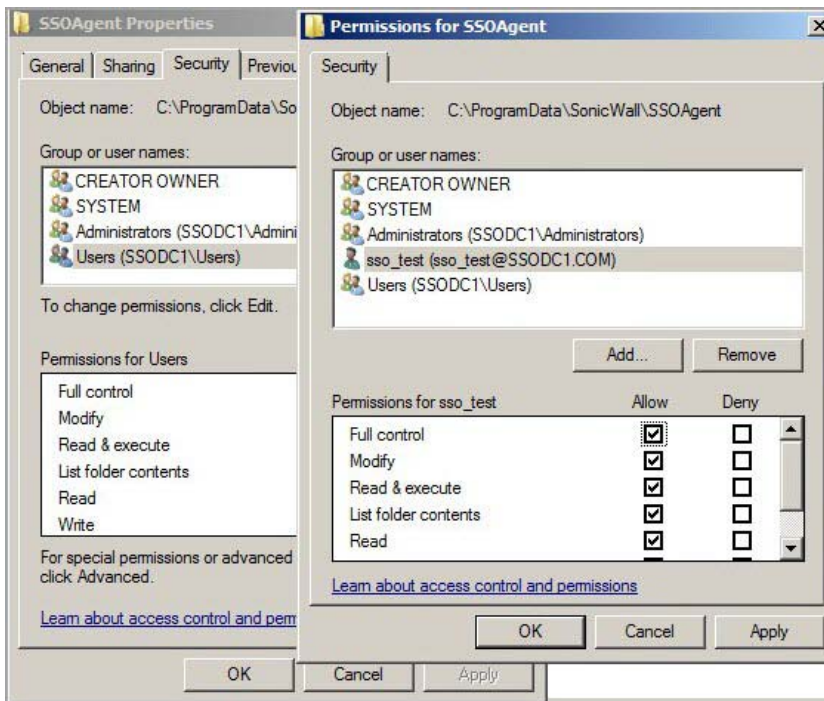 SSOAgent Properties
General Sharing Security Previou
Object name: C:\ProgramData\So
Group or user names:
CREATOR OWNER
SYSTEM
Administrators (SSODC1\Admini
Users (SSODC1\Users)
To change permissions, click Edit.
Permissions for Users
Full control
Modify
Read & execute
List folder contents
Read
Write
For special permissions or advanced
click Advanced.
Learn about access control and perm
OK Cancel Apply
Permissions for SSOAgent
Security
Object name: C:\ProgramData\SonicWall\SSOAgent
Group or user names:
CREATOR OWNER
SYSTEM
Administrators (SSODC1\Administrators)
sso_test (sso_test@SSODC1.COM)
Users (SSODC1\Users)
Add... Remove
Permissions for sso_test Allow Deny
Full control
Modify
Read & execute
List folder contents
Read
Learn about access control and permissions
OK Cancel Apply